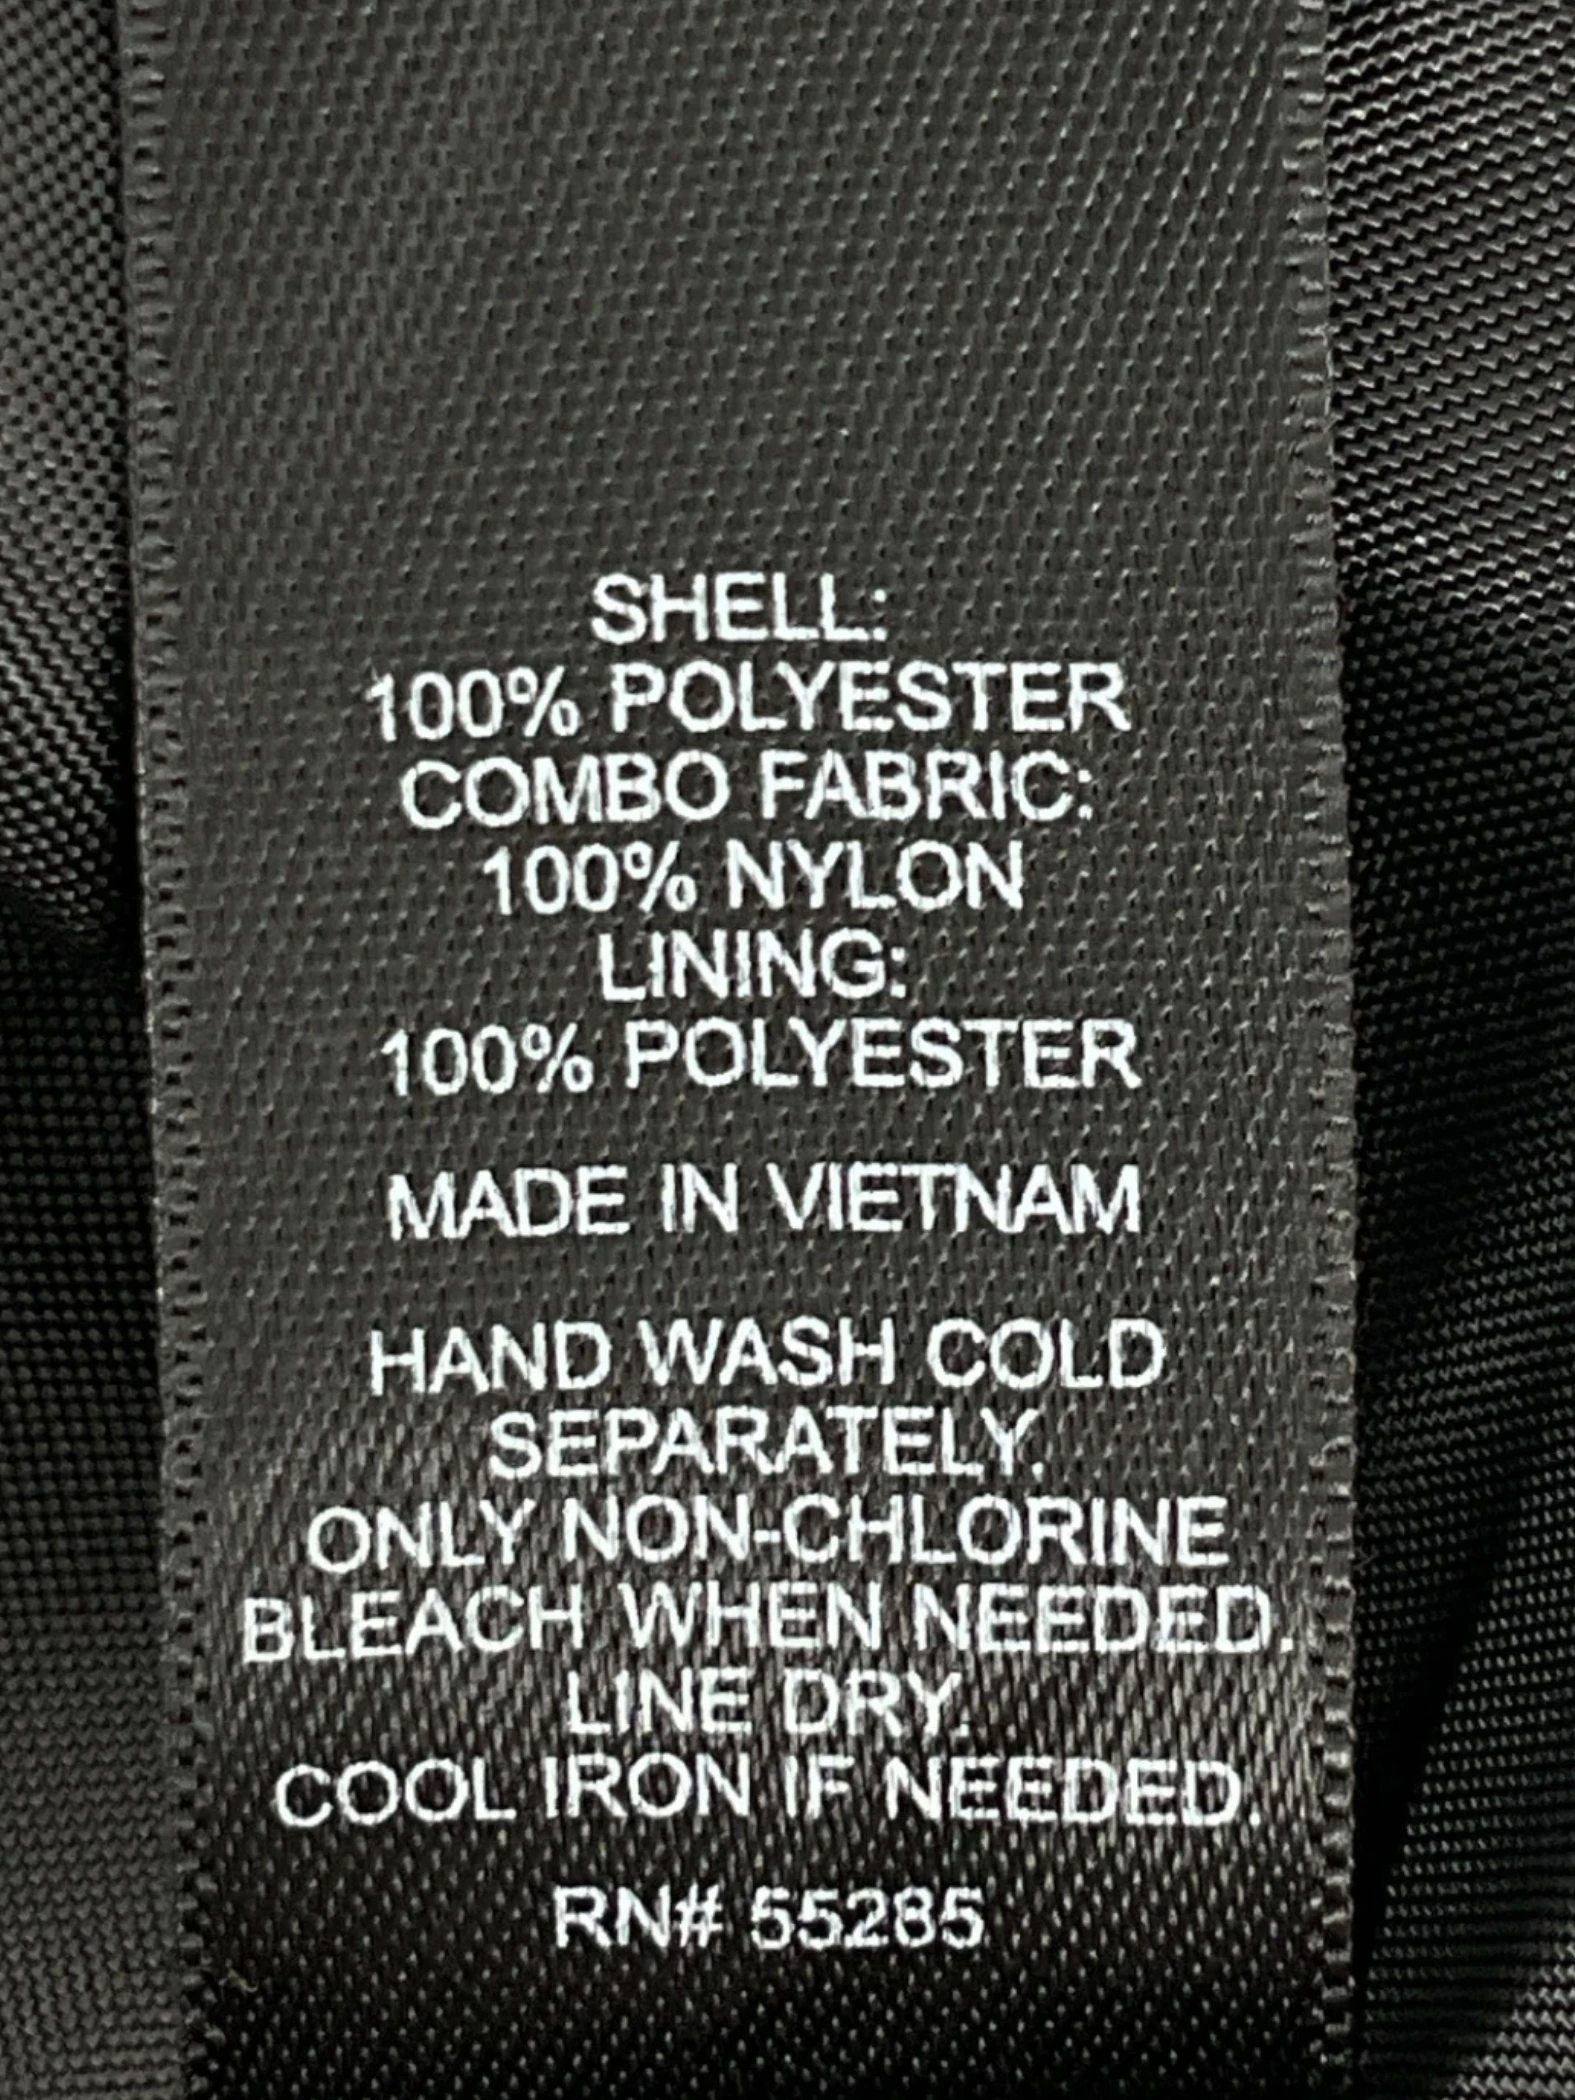 SHELL:
100% POLYESTER
COMBO FABRIC:
100% NYLON
LINING:
100% POLYESTER
MADE IN VIETNAM
HAND WASH COLD
SEPARATELY.
ONLY NON-CHLORINE
BLEACH WHEN NEEDED.
LINE DRY.
COOL IRON IF NEEDED.
RN# 55285